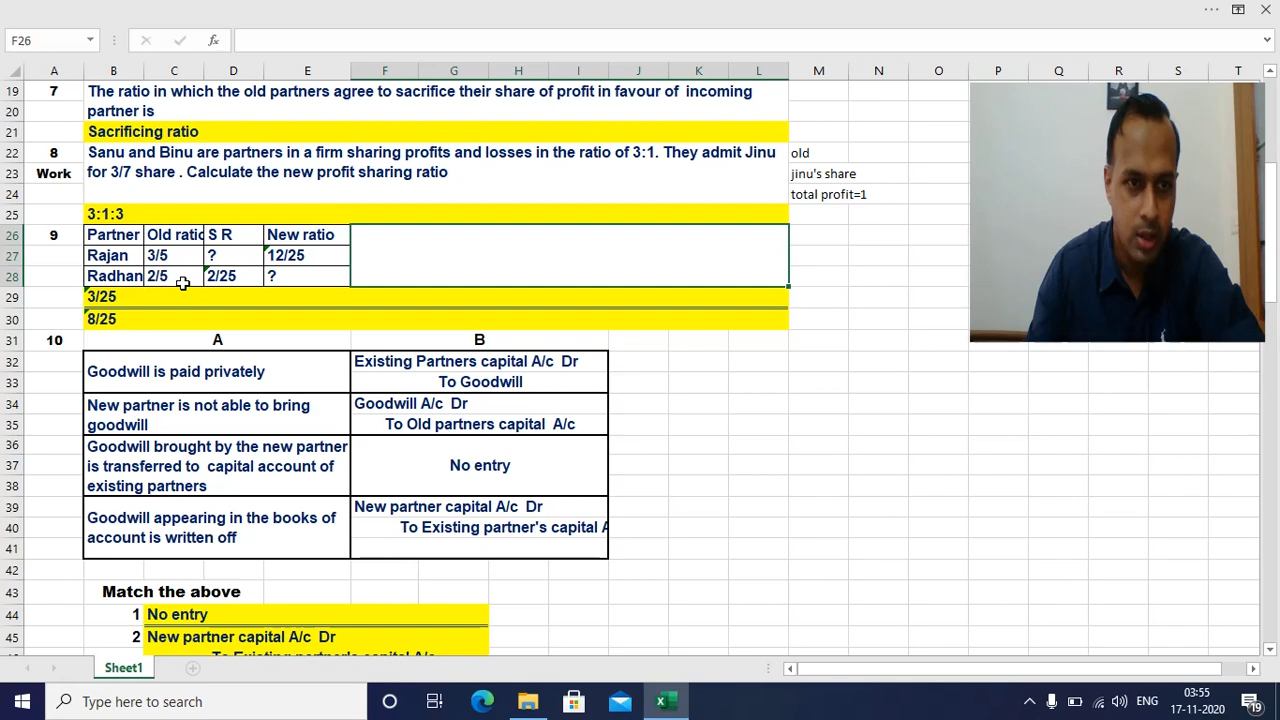 F26
fx
A B C D E F G H I J K L M N O P Q R S T
19 7 The ratio in which the old partners agree to sacrifice their share of profit in favour of incoming
20 partner is
21 Sacrificing ratio
22 8 Sanu and Binu are partners in a firm sharing profits and losses in the ratio of 3:1. They admit Jinu old
23 Work for 3/7 share . Calculate the new profit sharing ratio jinu's share
24 total profit=1
25 3:1:3
26 9 Partner Old ratio S R New ratio
27 Rajan 3/5 ? 12/25
28 Radhan 2/5 2/25 ?
29 3/25
30 8/25
31 10 A B
32 Existing Partners capital A/c Dr
Goodwill is paid privately
33 To Goodwill
34 New partner is not able to bring Goodwill A/c Dr
35 goodwill To Old partners capital A/c
36 Goodwill brought by the new partner
37 is transferred to capital account of No entry
38 existing partners
39 New partner capital A/c Dr
Goodwill appearing in the books of
40 To Existing partner's capital A
account is written off
41
42
43 Match the above
44 1 No entry
45 2 New partner capital A/c Dr
To Existing partner's capital A/c
Sheet1
Type here to search
ENG
03:55
17-11-2020
19